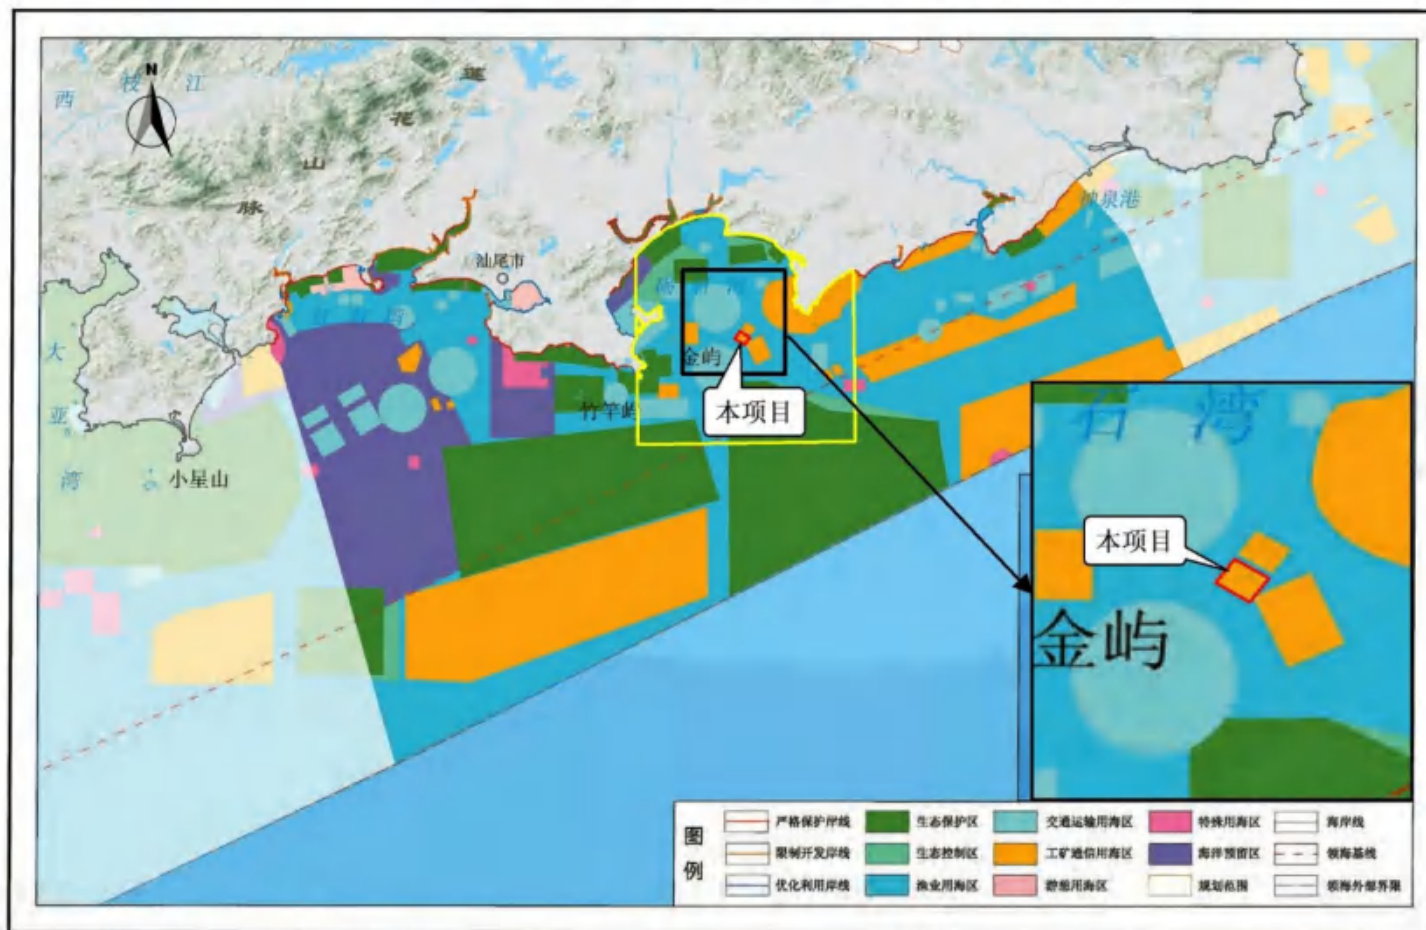 N
西 枝 江
莲
花
山
脉
汕尾市
神泉港
大
亚
湾
小星山
金屿
竹竿屿
本项目
石 湾
本项目
金屿
图
例
严格保护岸线
生态保护区
交通运输用海区
特殊用海区
海岸线
限制开发岸线
生态控制区
工矿通信用海区
海洋预留区
领海基线
优化利用岸线
渔业用海区
游憩用海区
规划范围
领海外部界限